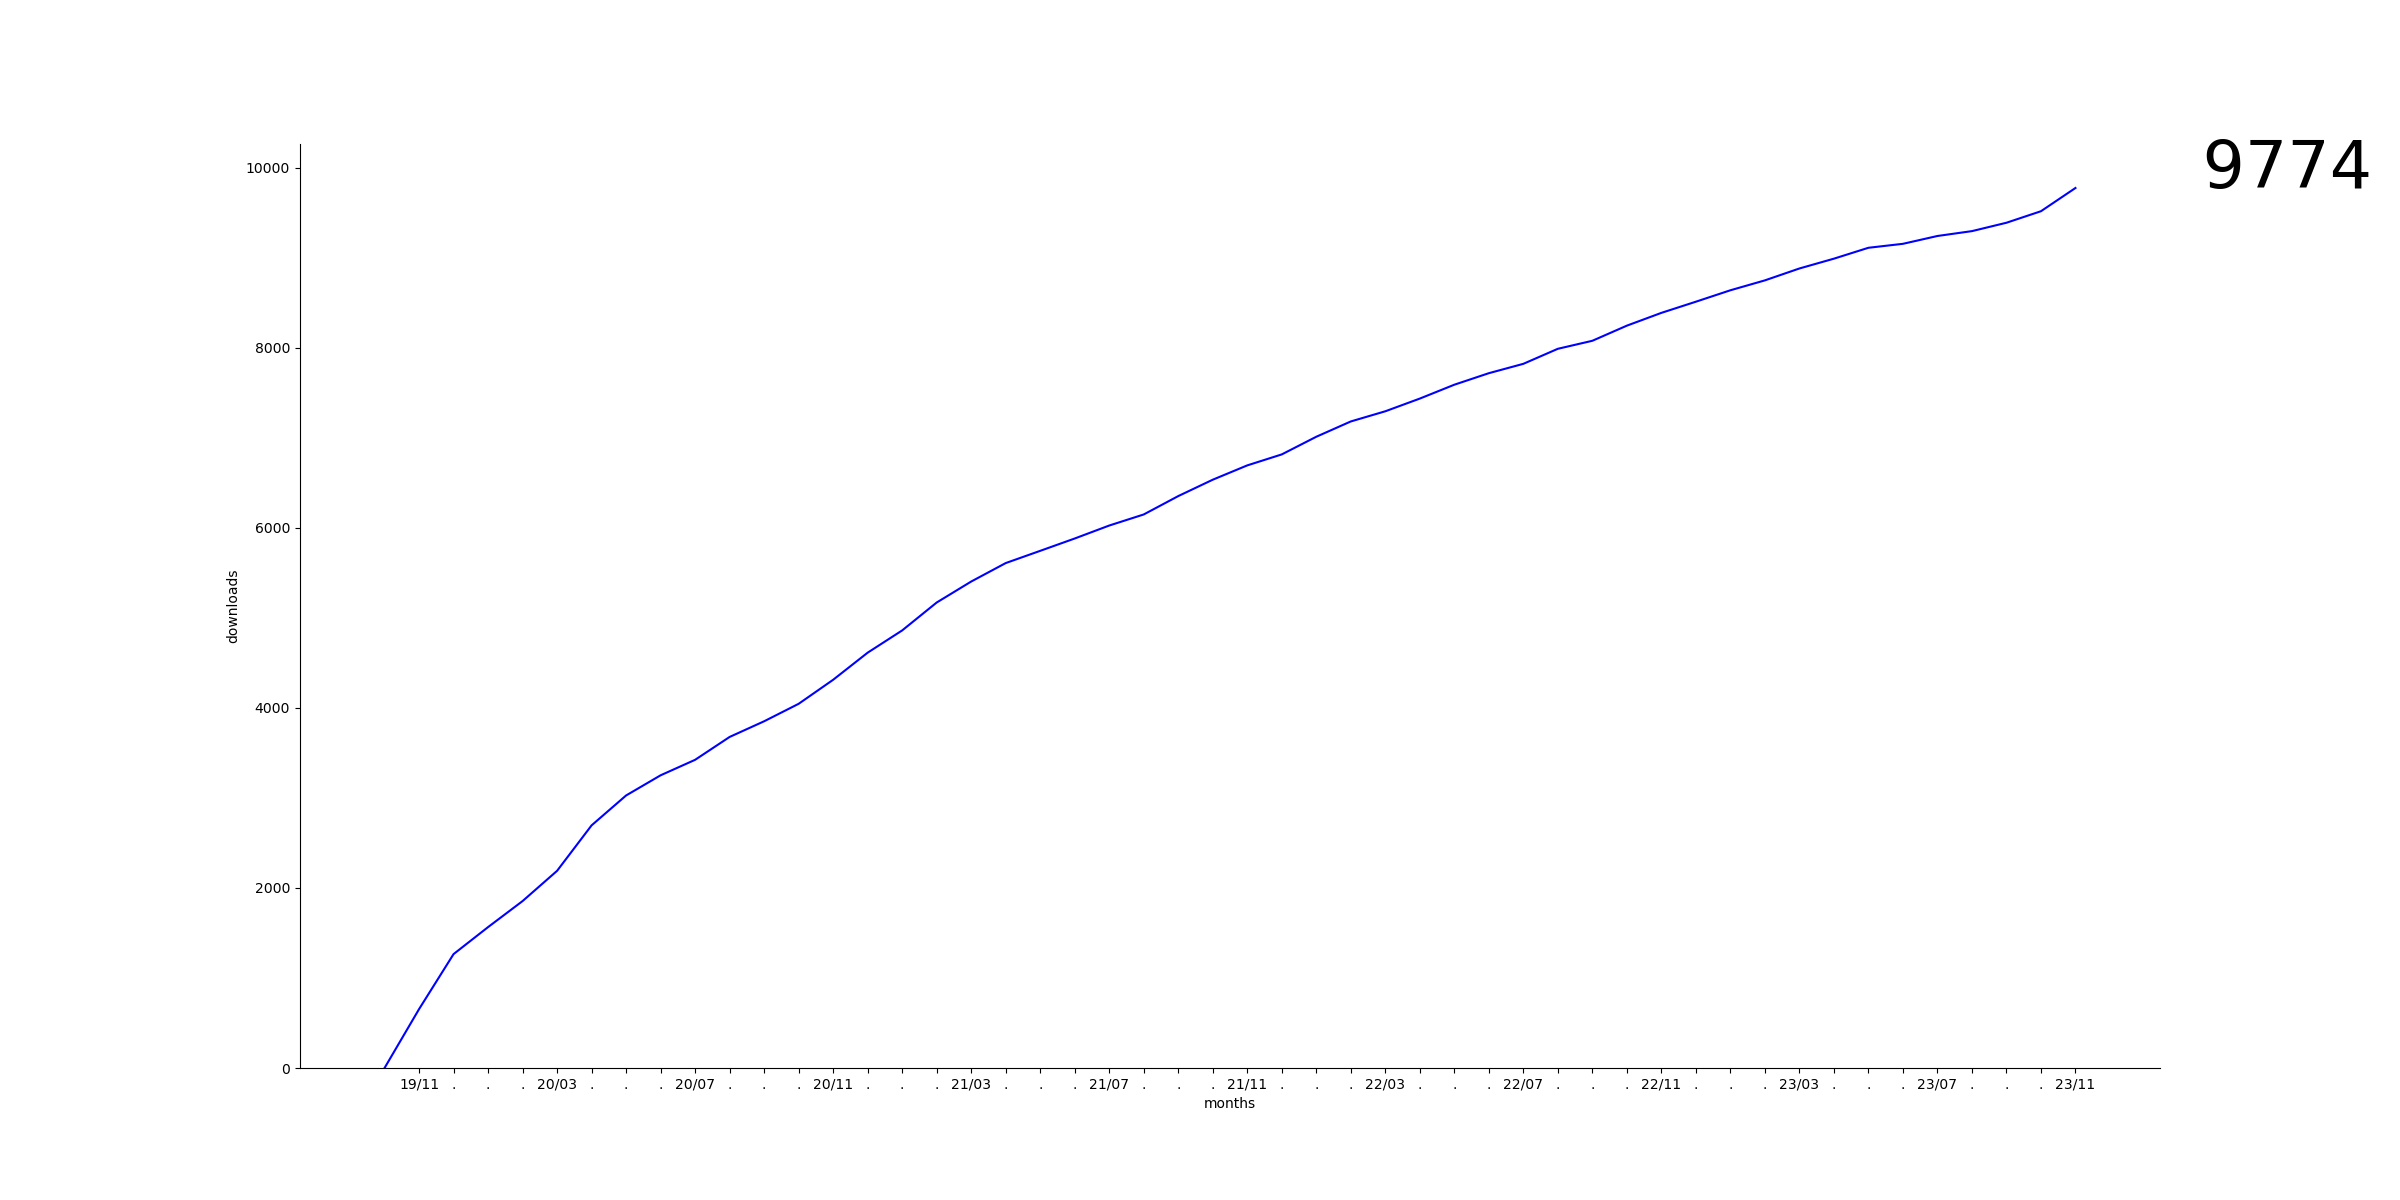 9774
10000
8000
6000
4000
2000
0
downloads
19/11 . . . 20/03 . . . 20/07 . . . 20/11 . . . 21/03 . . . 21/07 . . . 21/11 . . . 22/03 . . . 22/07 . . . 22/11 . . . 23/03 . . . 23/07 . . . 23/11
months